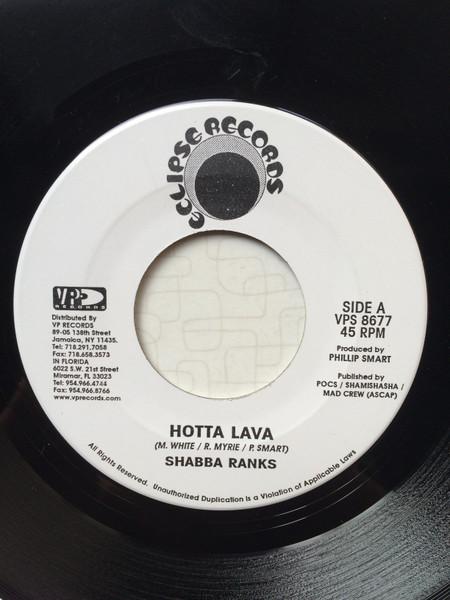 ECLIPSE RECORDS
VP
RECORDS
Distributed By
VP RECORDS
89-05 138th Street
Jamaica, NY 11435.
Tel: 718.291.7058
Fax: 718.658.3573
IN FLORIDA
6022 S.W. 21st Street
Miramar, FL 33023
Tel: 954.966.4744
Fax: 954.966.8766
www.vprecords.com
SIDE A
VPS 8677
45 RPM
Produced by
PHILLIP SMART
Published by
POCS / SHAMISHASHA /
MAD CREW (ASCAP)
HOTTA LAVA
(M. WHITE / R. MYRIE / P. SMART)
SHABBA RANKS
All Rights Reserved. Unauthorized Duplication is a Violation of Applicable Laws